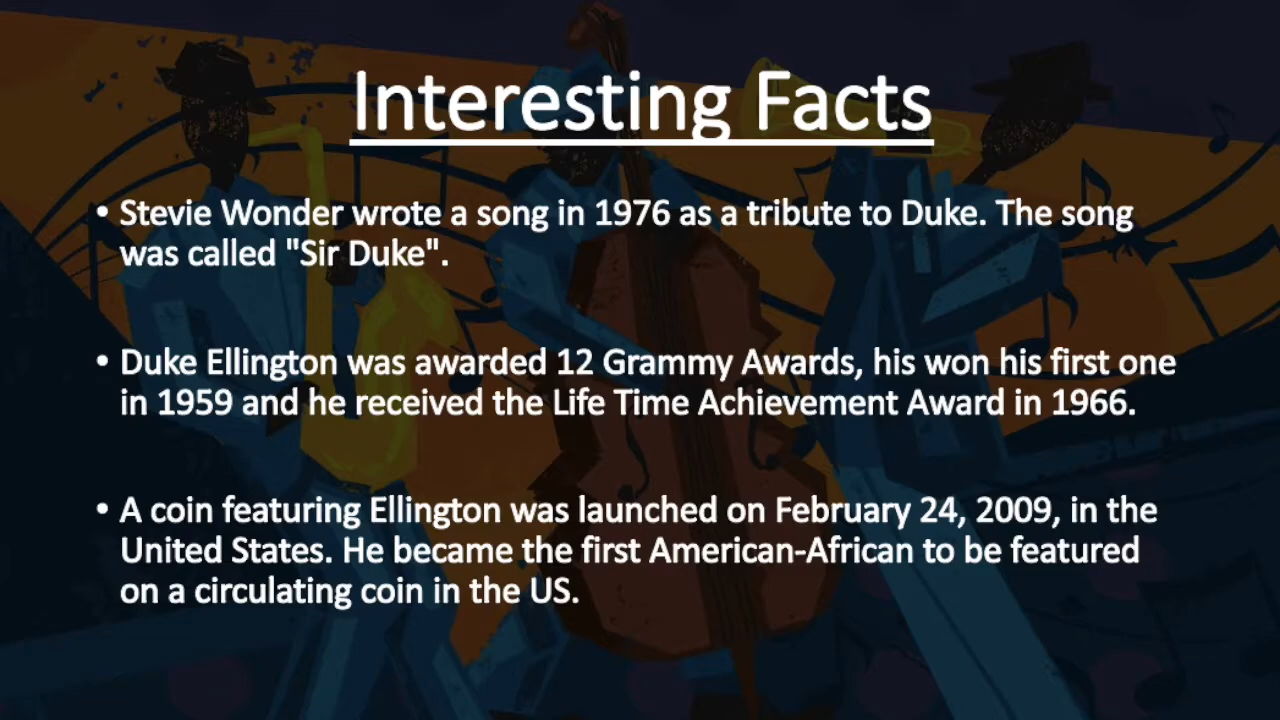 Interesting Facts
• Stevie Wonder wrote a song in 1976 as a tribute to Duke. The song
was called "Sir Duke".
• Duke Ellington was awarded 12 Grammy Awards, his won his first one
in 1959 and he received the Life Time Achievement Award in 1966.
• A coin featuring Ellington was launched on February 24, 2009, in the
United States. He became the first American-African to be featured
on a circulating coin in the US.